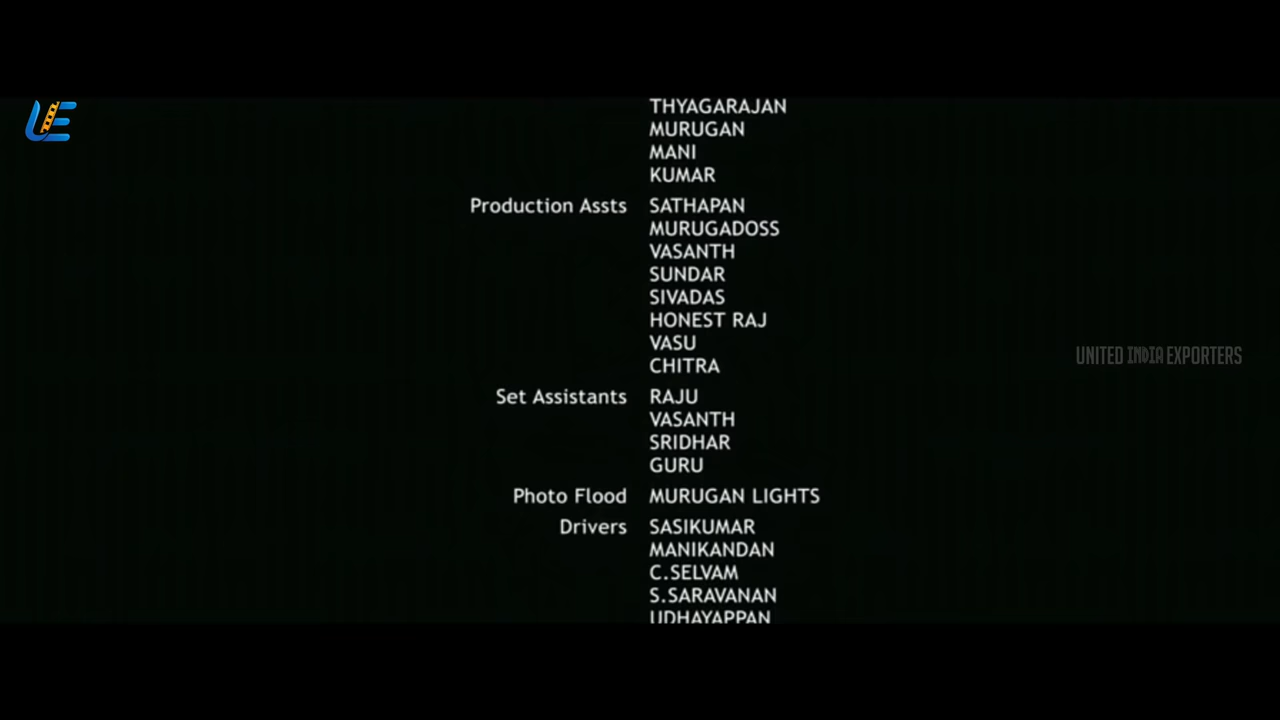 UE
THYAGARAJAN
MURUGAN
MANI
KUMAR
Production Assts SATHAPAN
MURUGADOSS
VASANTH
SUNDAR
SIVADAS
HONEST RAJ
VASU
CHITRA
UNITED INDIA EXPORTERS
Set Assistants RAJU
VASANTH
SRIDHAR
GURU
Photo Flood MURUGAN LIGHTS
Drivers SASIKUMAR
MANIKANDAN
C.SELVAM
S.SARAVANAN
UDHAYAPPAN